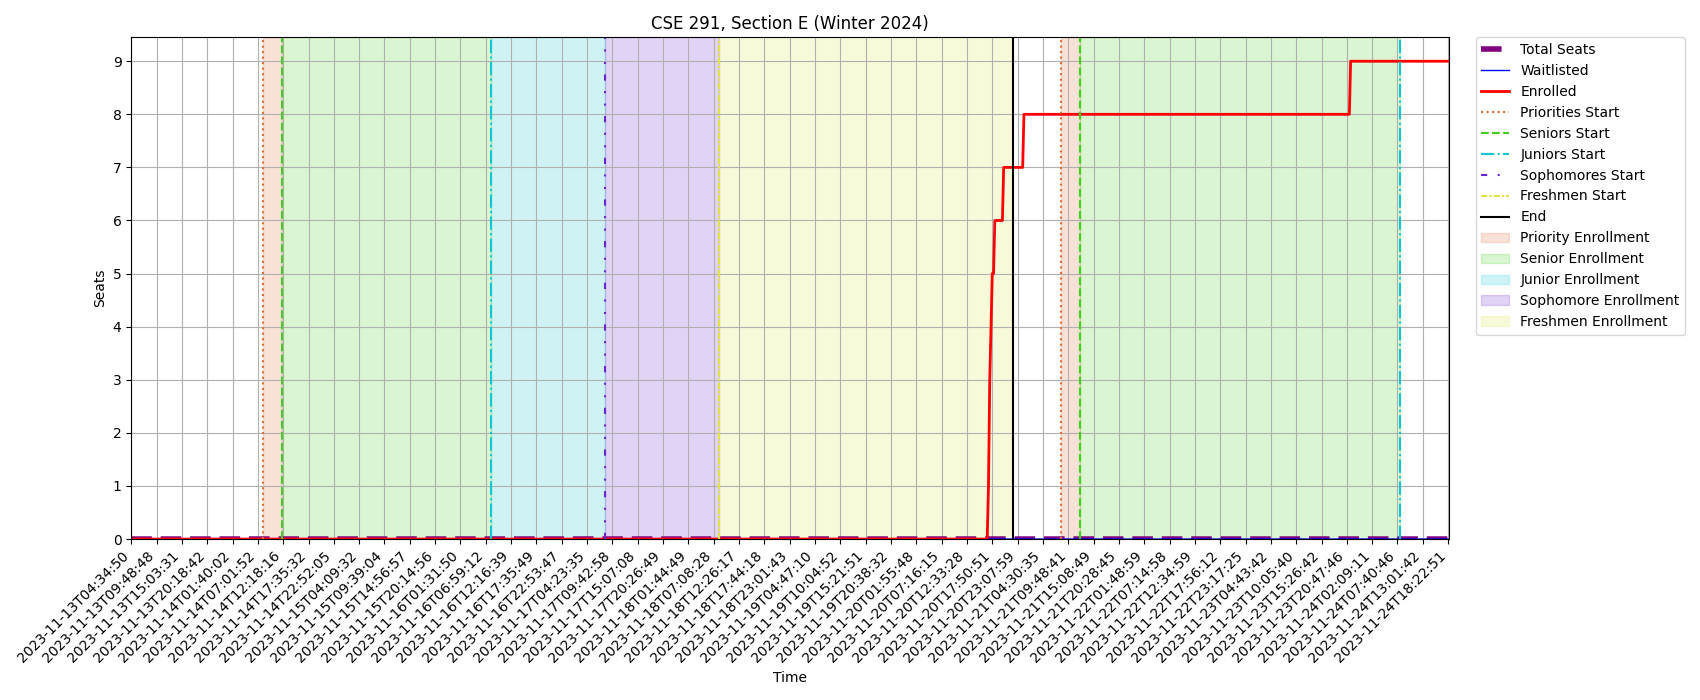 CSE 291, Section E (Winter 2024)
Seats
9
8
7
6
5
4
3
2
1
0
2023-11-13T04:34:50
2023-11-13T09:48:48
2023-11-13T15:03:31
2023-11-13T20:18:42
2023-11-14T01:40:02
2023-11-14T07:01:52
2023-11-14T12:18:16
2023-11-14T17:35:32
2023-11-14T22:52:05
2023-11-15T04:09:32
2023-11-15T09:39:04
2023-11-15T14:56:57
2023-11-15T20:14:56
2023-11-16T01:31:50
2023-11-16T06:59:12
2023-11-16T12:16:39
2023-11-16T17:35:49
2023-11-16T22:53:47
2023-11-17T04:23:35
2023-11-17T09:42:58
2023-11-17T15:07:08
2023-11-17T20:26:49
2023-11-18T01:44:49
2023-11-18T07:08:28
2023-11-18T12:26:17
2023-11-18T17:44:18
2023-11-18T23:01:43
2023-11-19T04:47:10
2023-11-19T10:04:52
2023-11-19T15:21:51
2023-11-19T20:38:32
2023-11-20T01:55:48
2023-11-20T07:16:15
2023-11-20T12:33:28
2023-11-20T17:50:51
2023-11-20T23:07:59
2023-11-21T04:30:35
2023-11-21T09:48:41
2023-11-21T15:08:49
2023-11-21T20:28:45
2023-11-22T01:48:59
2023-11-22T07:14:58
2023-11-22T12:34:59
2023-11-22T17:56:12
2023-11-22T23:17:25
2023-11-23T04:43:42
2023-11-23T10:05:40
2023-11-23T15:26:42
2023-11-23T20:47:46
2023-11-24T02:09:11
2023-11-24T07:40:46
2023-11-24T13:01:42
2023-11-24T18:22:51
Time
Total Seats
Waitlisted
Enrolled
Priorities Start
Seniors Start
Juniors Start
Sophomores Start
Freshmen Start
End
Priority Enrollment
Senior Enrollment
Junior Enrollment
Sophomore Enrollment
Freshmen Enrollment